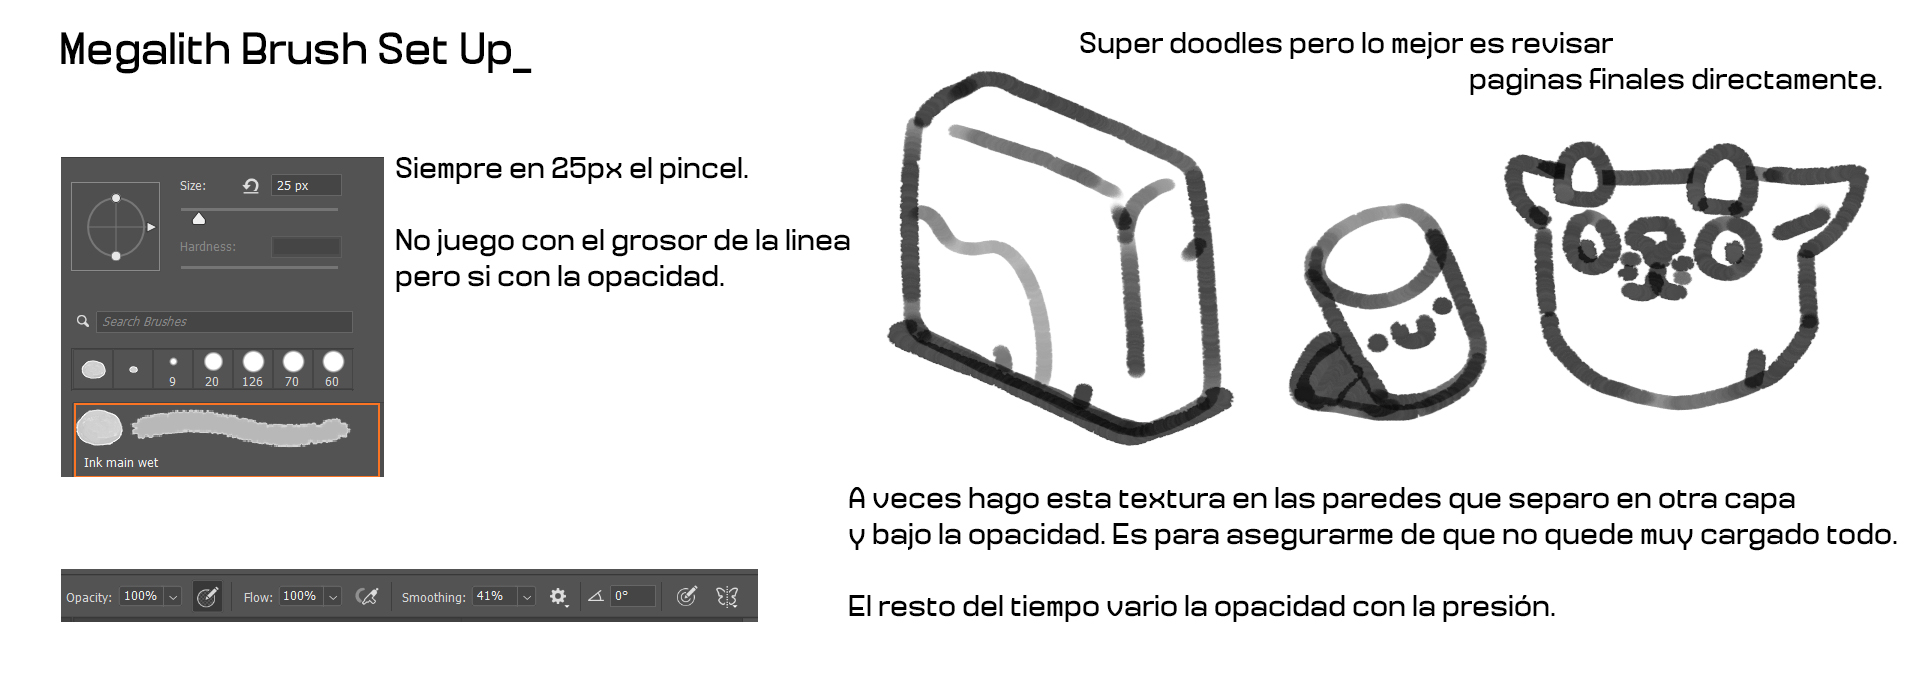 Megalith Brush Set Up_
Super doodles pero lo mejor es revisar
paginas finales directamente.
Size:
25 px
Hardness:
Search Brushes
9
20
126
70
60
Ink main wet
Siempre en 25px el pincel.
No juego con el grosor de la linea
pero si con la opacidad.
A veces hago esta textura en las paredes que separo en otra capa
y bajo la opacidad. Es para asegurarme de que no quede muy cargado todo.
El resto del tiempo vario la opacidad con la presión.
Opacity: 100% Flow: 100% Smoothing: 41% 0°